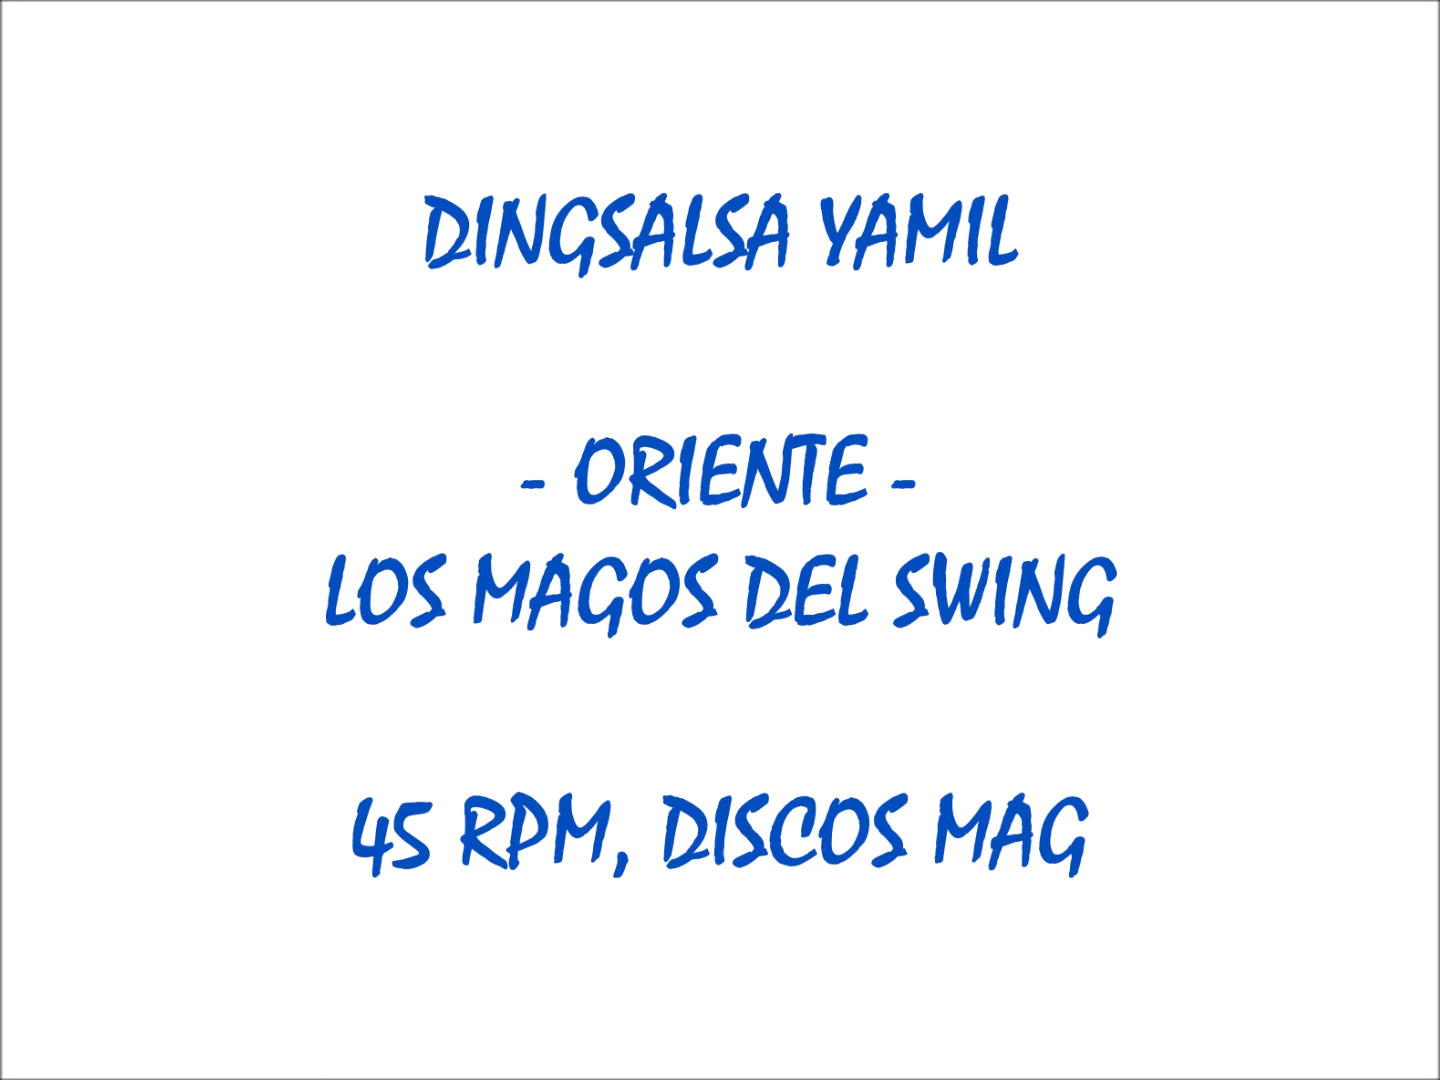 DINGSALSA YAMIL
- ORIENTE -
LOS MAGOS DEL SWING
45 RPM, DISCOS MAG